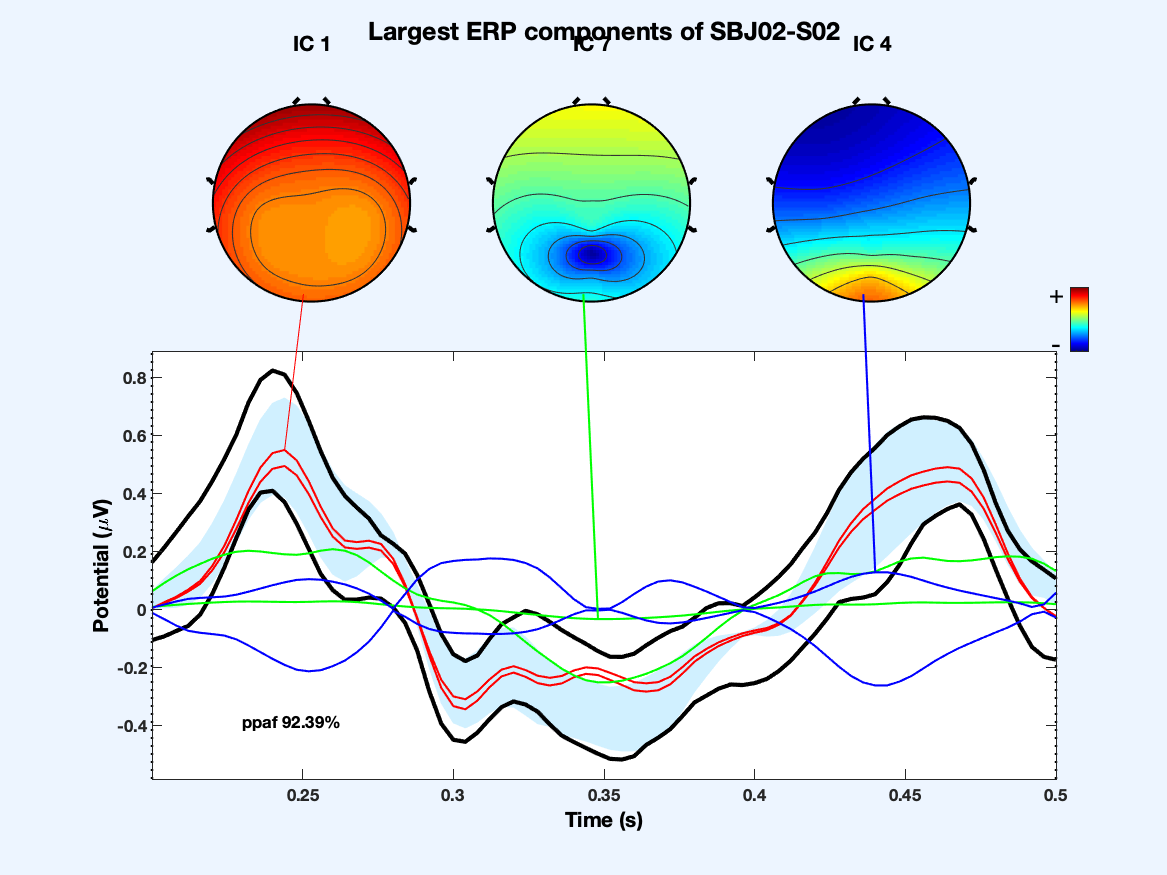 Largest ERP components of SBJ02-S02
IC 1
IC 7
IC 4
+
-
0.8
0.6
0.4
0.2
0
-0.2
-0.4
Potential (μV)
ppaf 92.39%
0.25
0.3
0.35
0.4
0.45
0.5
Time (s)